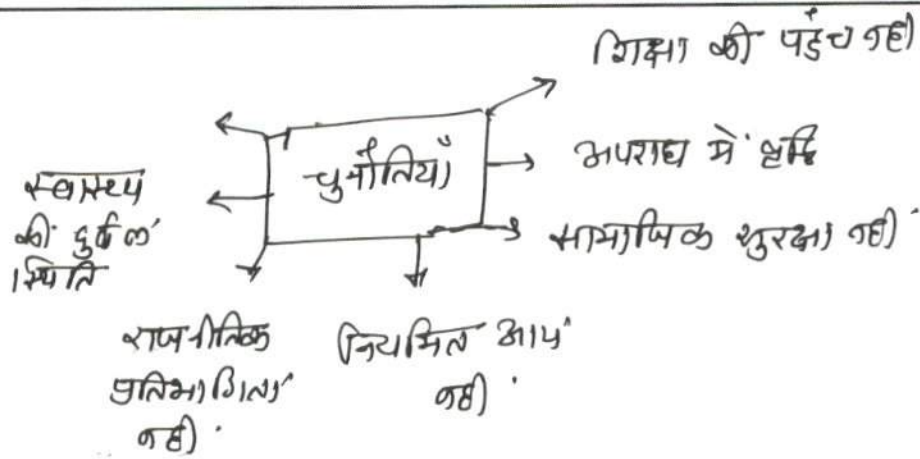 शिक्षा की पहुंच नही
चुनौतियाँ
अपराध में वृद्धि
स्वास्थ्य
की दुर्बल
स्थिति
सामाजिक सुरक्षा नही
राजनीतिक
प्रतिभागिता
नही
नियमित आय
नही